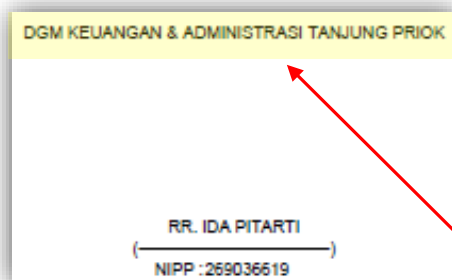 DGM KEUANGAN & ADMINISTRASI TANJUNG PRIOK
RR. IDA PITARTI
( )
NIPP :269036619